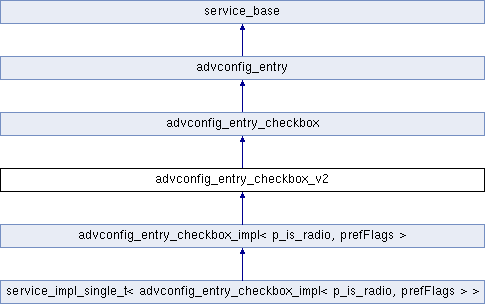 service_base
advconfig_entry
advconfig_entry_checkbox
advconfig_entry_checkbox_v2
advconfig_entry_checkbox_impl< p_is_radio, prefFlags >
service_impl_single_t< advconfig_entry_checkbox_impl< p_is_radio, prefFlags > >